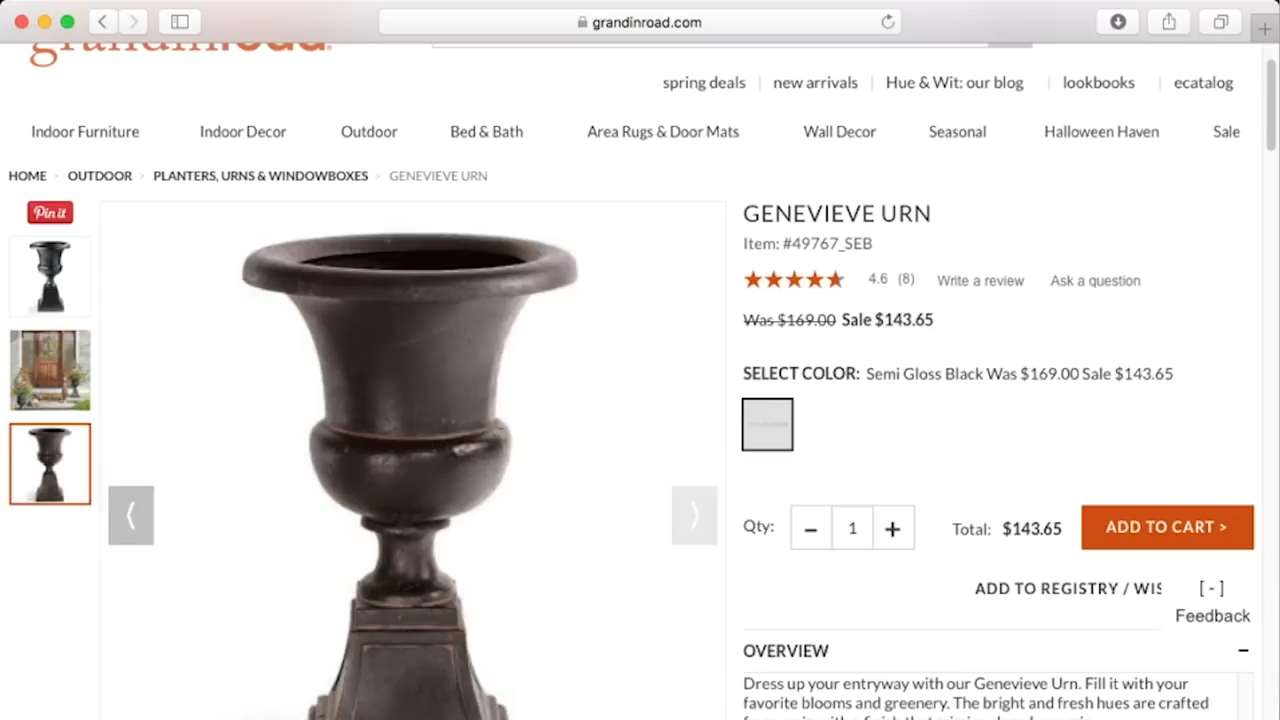 grandinroad.com
grandinroad
spring deals
new arrivals
Hue & Wit: our blog
lookbooks
ecatalog
Indoor Furniture
Indoor Decor
Outdoor
Bed & Bath
Area Rugs & Door Mats
Wall Decor
Seasonal
Halloween Haven
Sale
HOME > OUTDOOR > PLANTERS, URNS & WINDOWBOXES > GENEVIEVE URN
Pin it
GENEVIEVE URN
Item: #49767_SEB
4.6 (8) Write a review Ask a question
Was $169.00 Sale $143.65
SELECT COLOR: Semi Gloss Black Was $169.00 Sale $143.65
Qty: - 1 + Total: $143.65 ADD TO CART >
ADD TO REGISTRY / WIS
[ - ]
Feedback
OVERVIEW –
Dress up your entryway with our Genevieve Urn. Fill it with your
favorite blooms and greenery. The bright and fresh hues are crafted